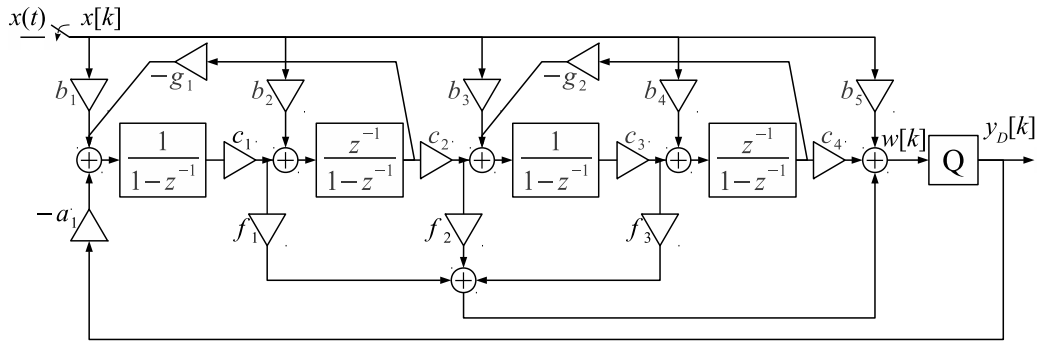 x(t) x[k]
−g₁ −g₂
b₁ b₂ b₃ b₄ b₅
c₁ c₂ c₃ c₄ w[k] y_D[k]
1/(1−z⁻¹) z⁻¹/(1−z⁻¹) 1/(1−z⁻¹) z⁻¹/(1−z⁻¹) Q
−a₁ f₁ f₂ f₃